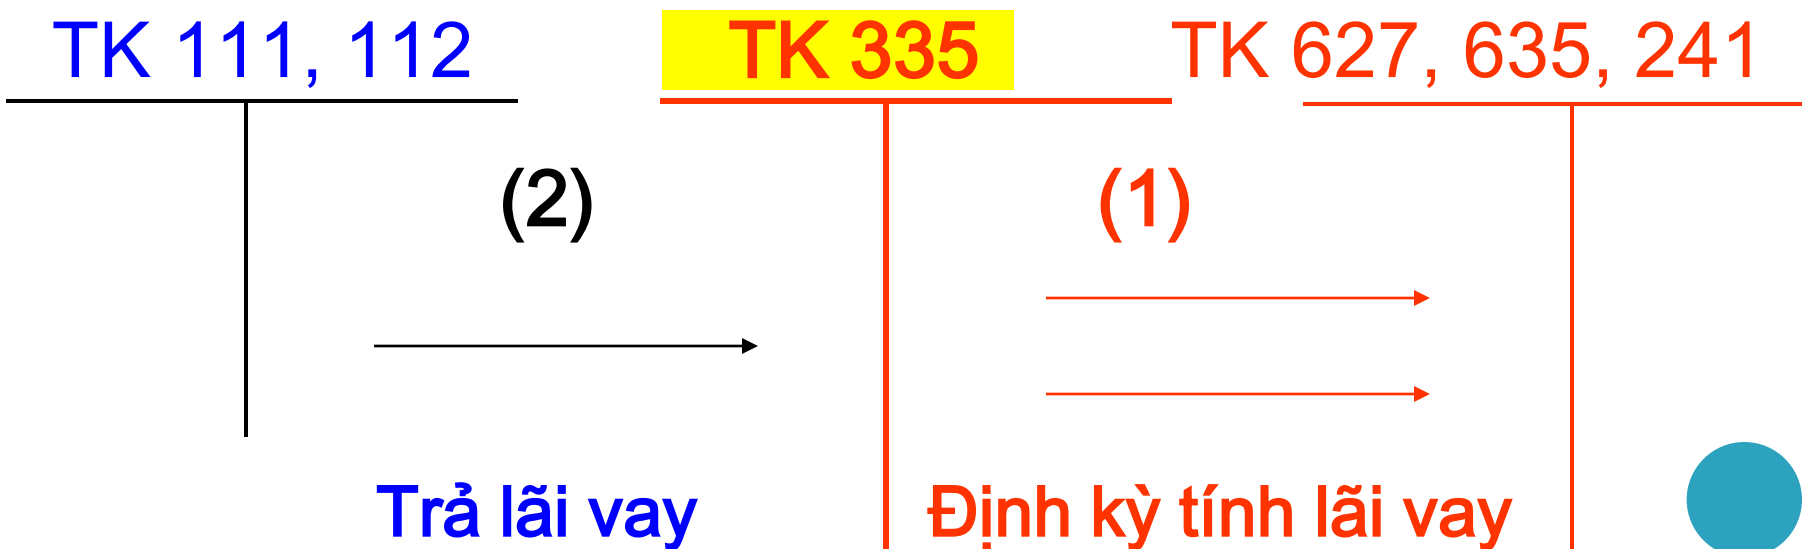 TK 111, 112 TK 335 TK 627, 635, 241
(2) (1)
Trả lãi vay Định kỳ tính lãi vay